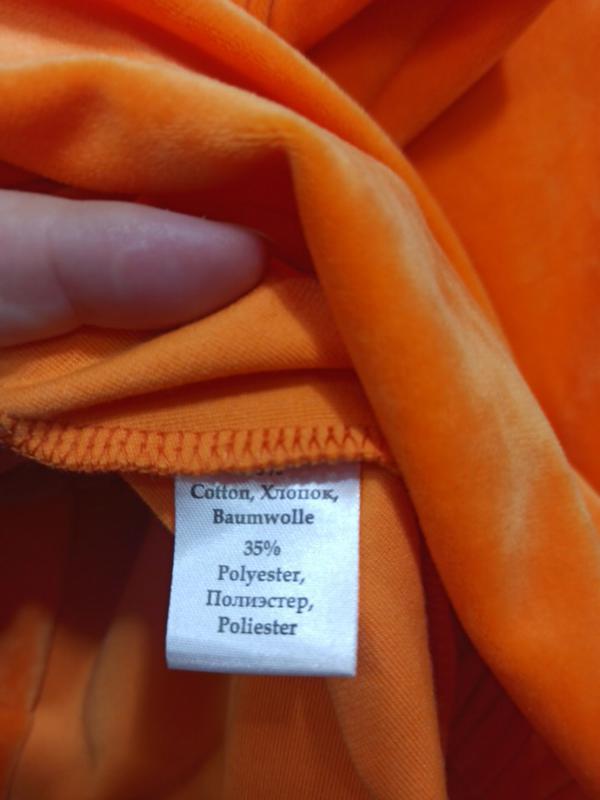 Cotton, Хлопок,
Baumwolle
35%
Polyester,
Полиэстер,
Poliester